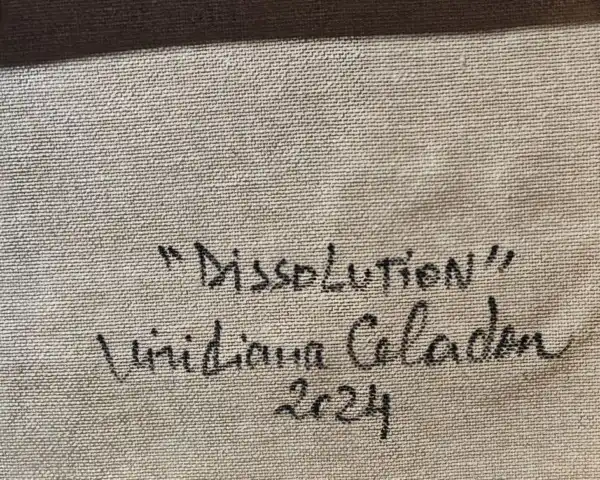 "DISSOLUTION"
Viridiana Celadon
2024